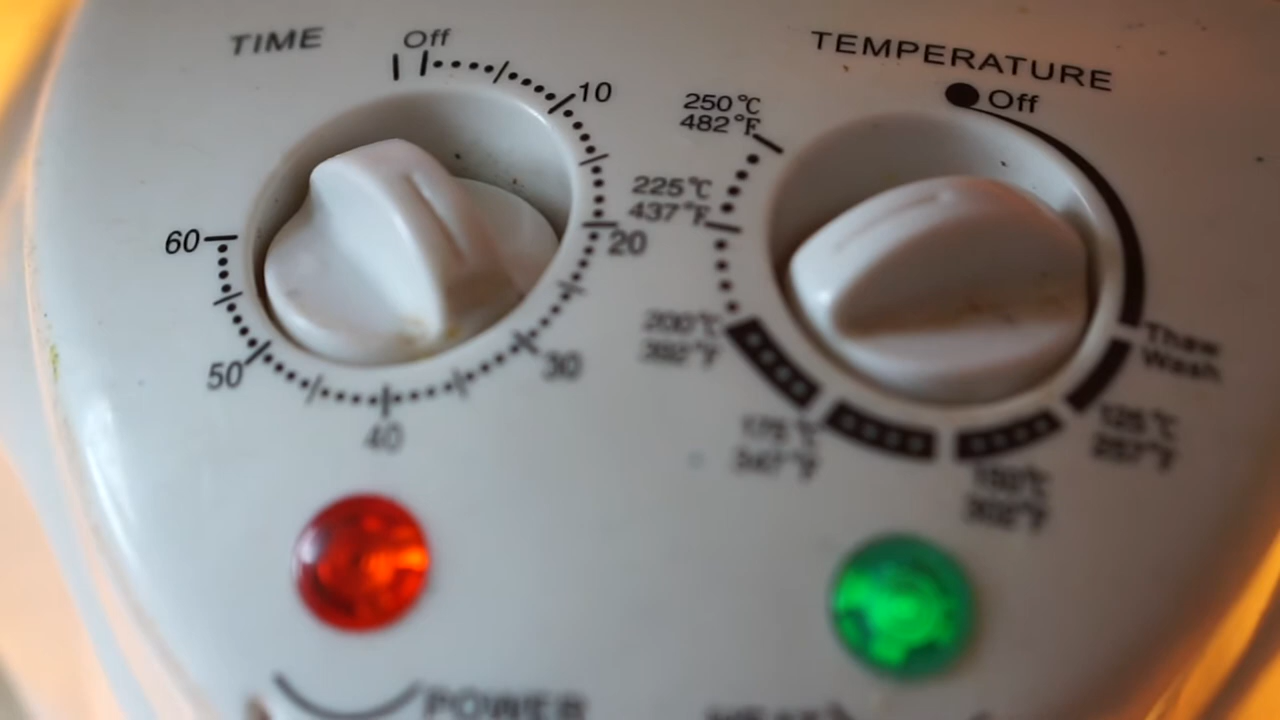 TIME
Off
10
20
30
40
50
60
TEMPERATURE
Off
250°C
482°F
225°C
437°F
200°C
392°F
175°C
347°F
150°C
302°F
125°C
257°F
Thaw
Wash
POWER
HEAT